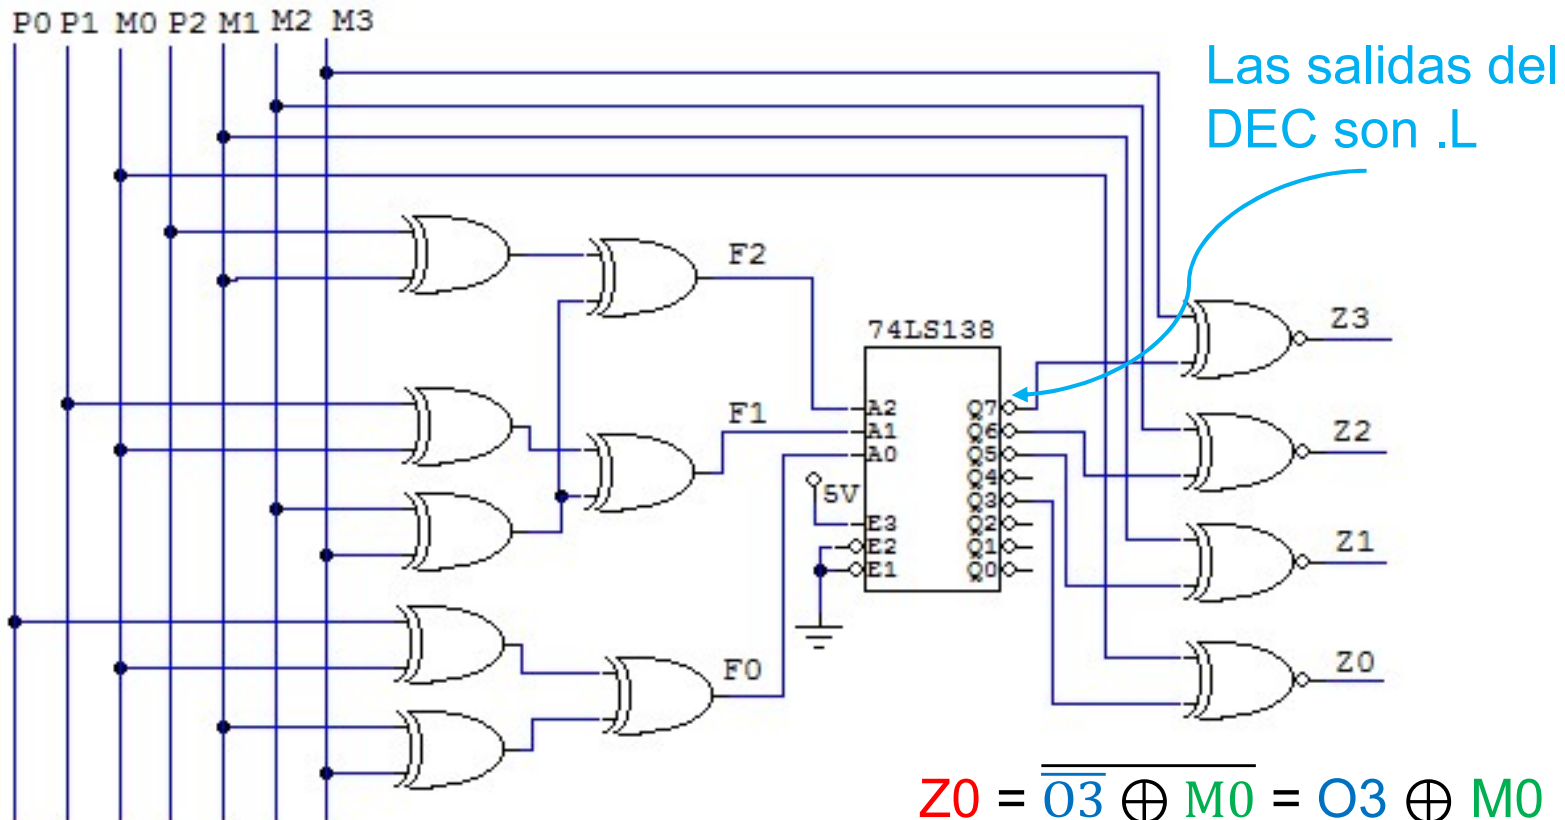 P0 P1 M0 P2 M1 M2 M3
Las salidas del
DEC son .L
F2
74LS138
Z3
F1
A2 Q7
A1 Q6
A0 Q5
Z2
Q4
5V Q3
E3 Q2
E2 Q1
E1 Q0
Z1
F0
Z0
Z0 = \overline{\overline{O3} ⊕ M0} = O3 ⊕ M0